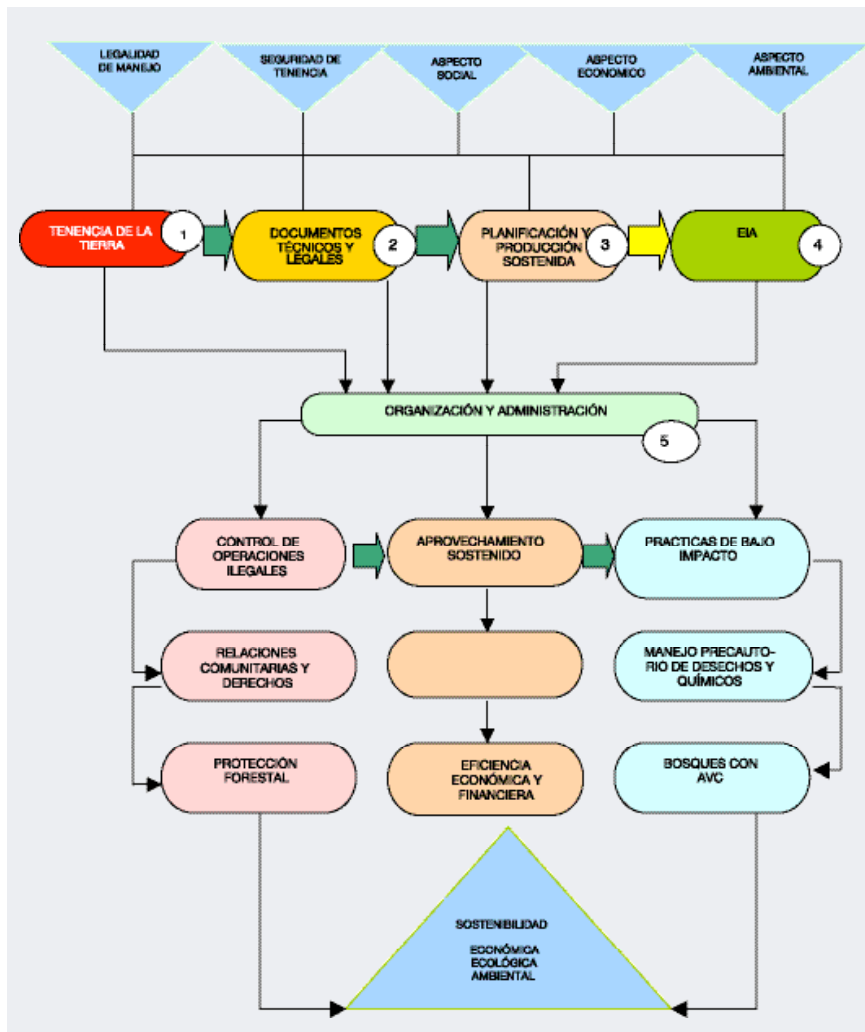 LEGALIDAD
DE MANEJO
SEGURIDAD DE
TENENCIA
ASPECTO
SOCIAL
ASPECTO
ECONOMICO
ASPECTO
AMBIENTAL
TENENCIA DE LA
TIERRA
1
DOCUMENTOS
TÉCNICOS Y
LEGALES
2
PLANIFICACIÓN Y
PRODUCCIÓN
SOSTENIDA
3
EIA
4
ORGANIZACIÓN Y ADMINISTRACIÓN
5
CONTROL DE
OPERACIONES
ILEGALES
APROVECHAMIENTO
SOSTENIDO
PRACTICAS DE BAJO
IMPACTO
RELACIONES
COMUNITARIAS Y
DERECHOS
MANEJO PRECAUTO-
RIO DE DESECHOS Y
QUÍMICOS
PROTECCIÓN
FORESTAL
EFICIENCIA
ECONÓMICA Y
FINANCIERA
BOSQUES CON
AVC
SOSTENIBILIDAD
ECONÓMICA
ECOLÓGICA
AMBIENTAL